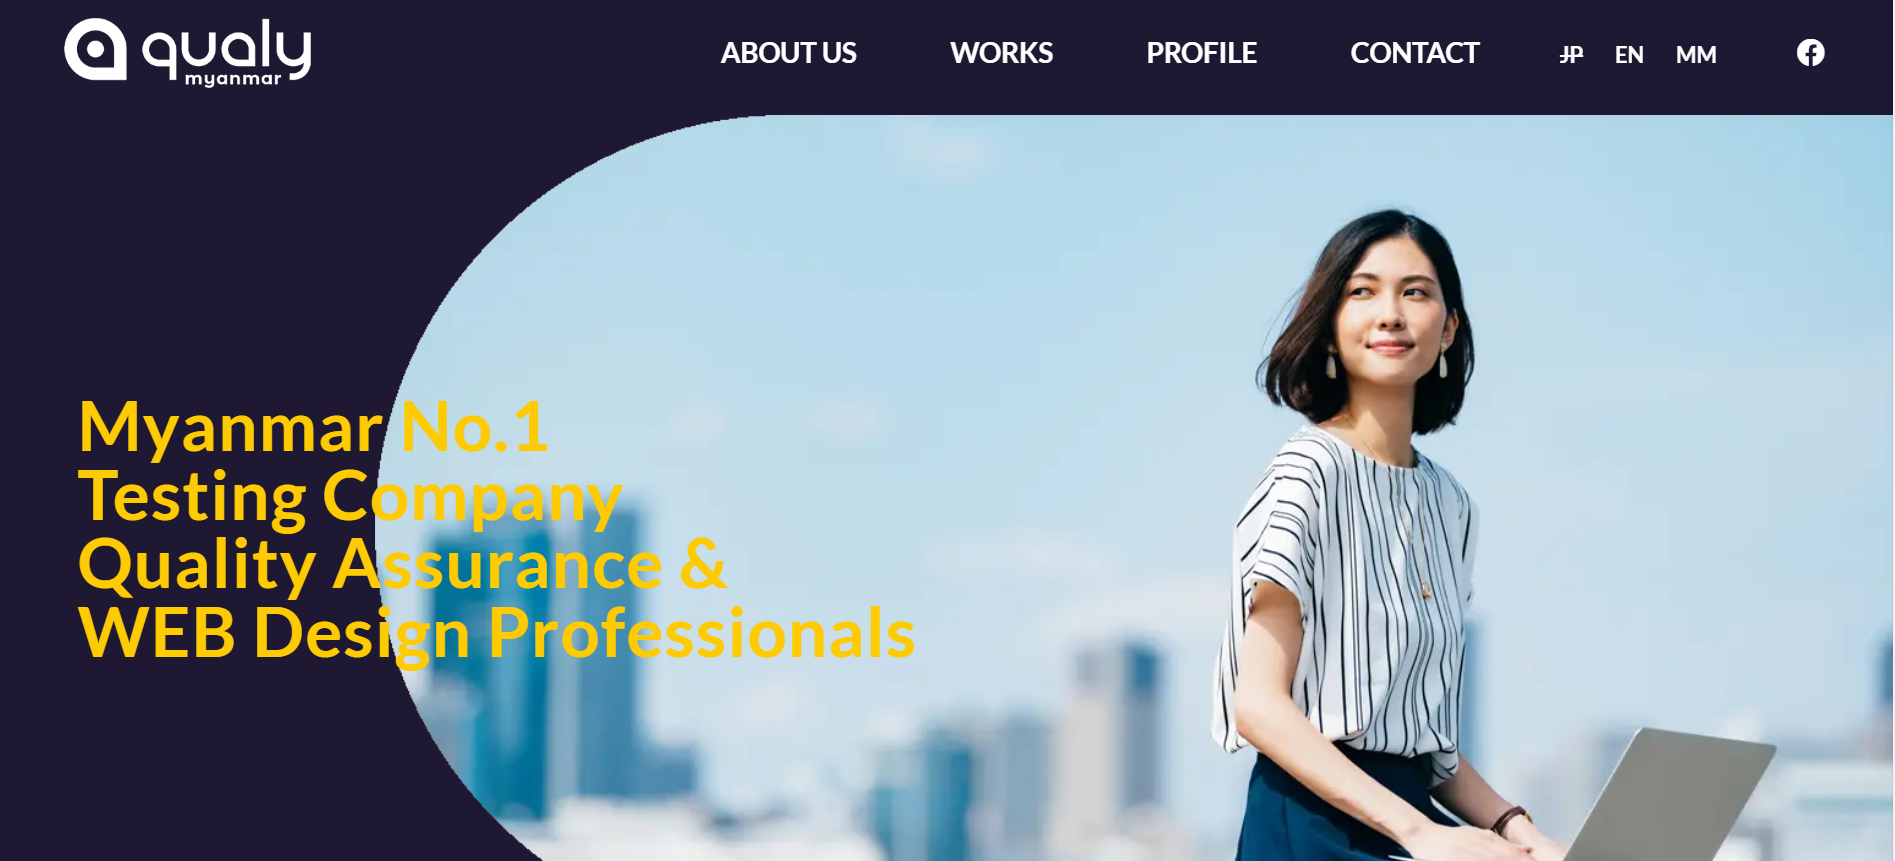 qualy
myanmar
ABOUT US
WORKS
PROFILE
CONTACT
JP
EN
MM
Myanmar No.1
Testing Company
Quality Assurance &
WEB Design Professionals